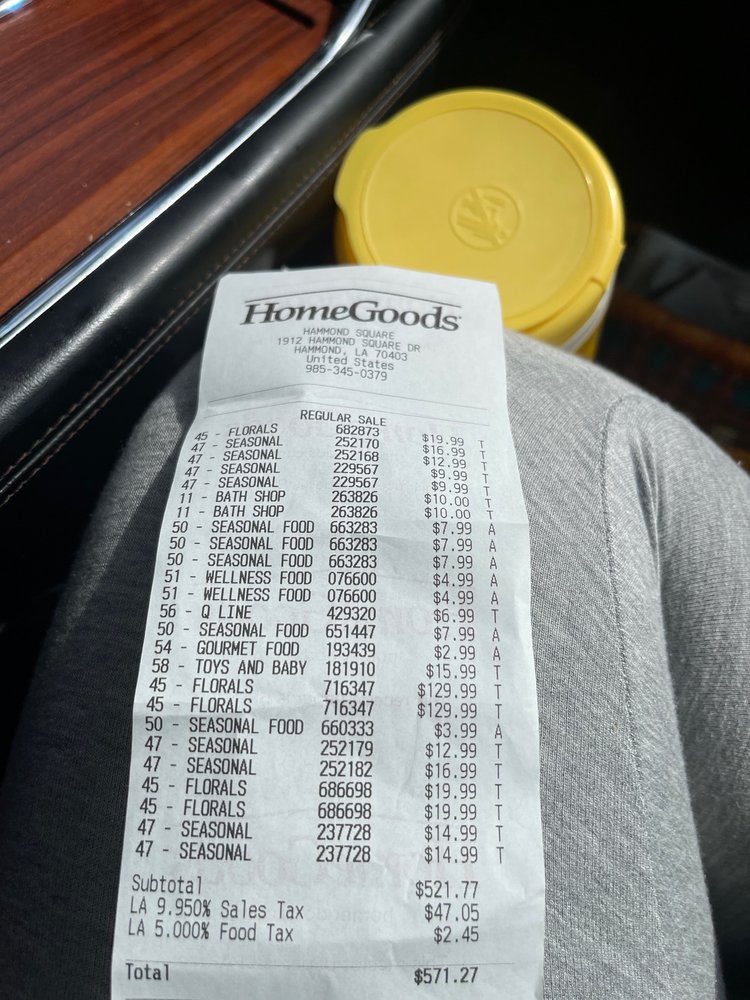 HomeGoods
HAMMOND SQUARE
1912 HAMMOND SQUARE DR
HAMMOND, LA 70403
United States
985-345-0379
REGULAR SALE
45 - FLORALS 682873 $19.99 T
47 - SEASONAL 252170 $16.99 T
47 - SEASONAL 252168 $12.99 T
47 - SEASONAL 229567 $9.99 T
47 - SEASONAL 229567 $9.99 T
11 - BATH SHOP 263826 $10.00 T
11 - BATH SHOP 263826 $10.00 T
50 - SEASONAL FOOD 663283 $7.99 A
50 - SEASONAL FOOD 663283 $7.99 A
50 - SEASONAL FOOD 663283 $7.99 A
51 - WELLNESS FOOD 076600 $4.99 A
51 - WELLNESS FOOD 076600 $4.99 A
56 - Q LINE 429320 $6.99 T
50 - SEASONAL FOOD 651447 $7.99 A
54 - GOURMET FOOD 193439 $2.99 A
58 - TOYS AND BABY 181910 $15.99 T
45 - FLORALS 716347 $129.99 T
45 - FLORALS 716347 $129.99 T
50 - SEASONAL FOOD 660333 $3.99 A
47 - SEASONAL 252179 $12.99 T
47 - SEASONAL 252182 $16.99 T
45 - FLORALS 686698 $19.99 T
45 - FLORALS 686698 $19.99 T
47 - SEASONAL 237728 $14.99 T
47 - SEASONAL 237728 $14.99 T
Subtotal $521.77
LA 9.950% Sales Tax $47.05
LA 5.000% Food Tax $2.45
Total $571.27